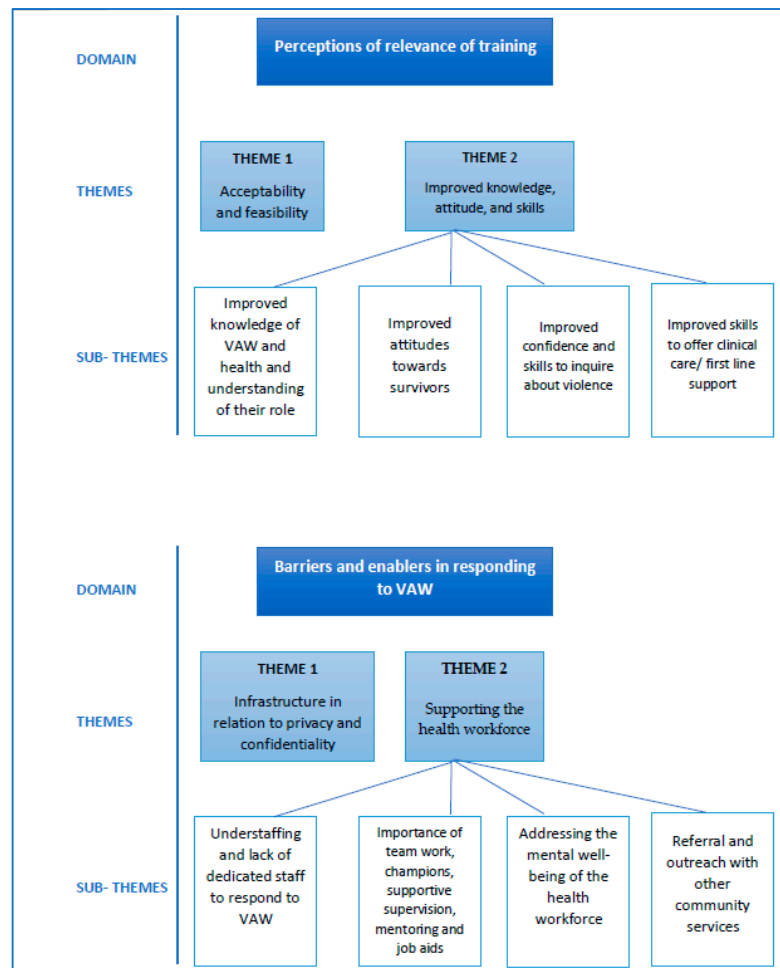 Perceptions of relevance of training
DOMAIN
THEME 1
Acceptability
and feasibility
THEME 2
Improved knowledge,
attitude, and skills
THEMES
Improved
knowledge of
VAW and
health and
understanding
of their role
Improved
attitudes
towards
survivors
Improved
confidence and
skills to inquire
about violence
Improved skills
to offer clinical
care/ first line
support
SUB- THEMES
Barriers and enablers in responding
to VAW
DOMAIN
THEME 1
Infrastructure in
relation to privacy and
confidentiality
THEME 2
Supporting the
health workforce
THEMES
Understaffing
and lack of
dedicated staff
to respond to
VAW
Importance of
team work,
champions,
supportive
supervision,
mentoring and
job aids
Addressing the
mental well-
being of the
health
workforce
Referral and
outreach with
other
community
services
SUB- THEMES